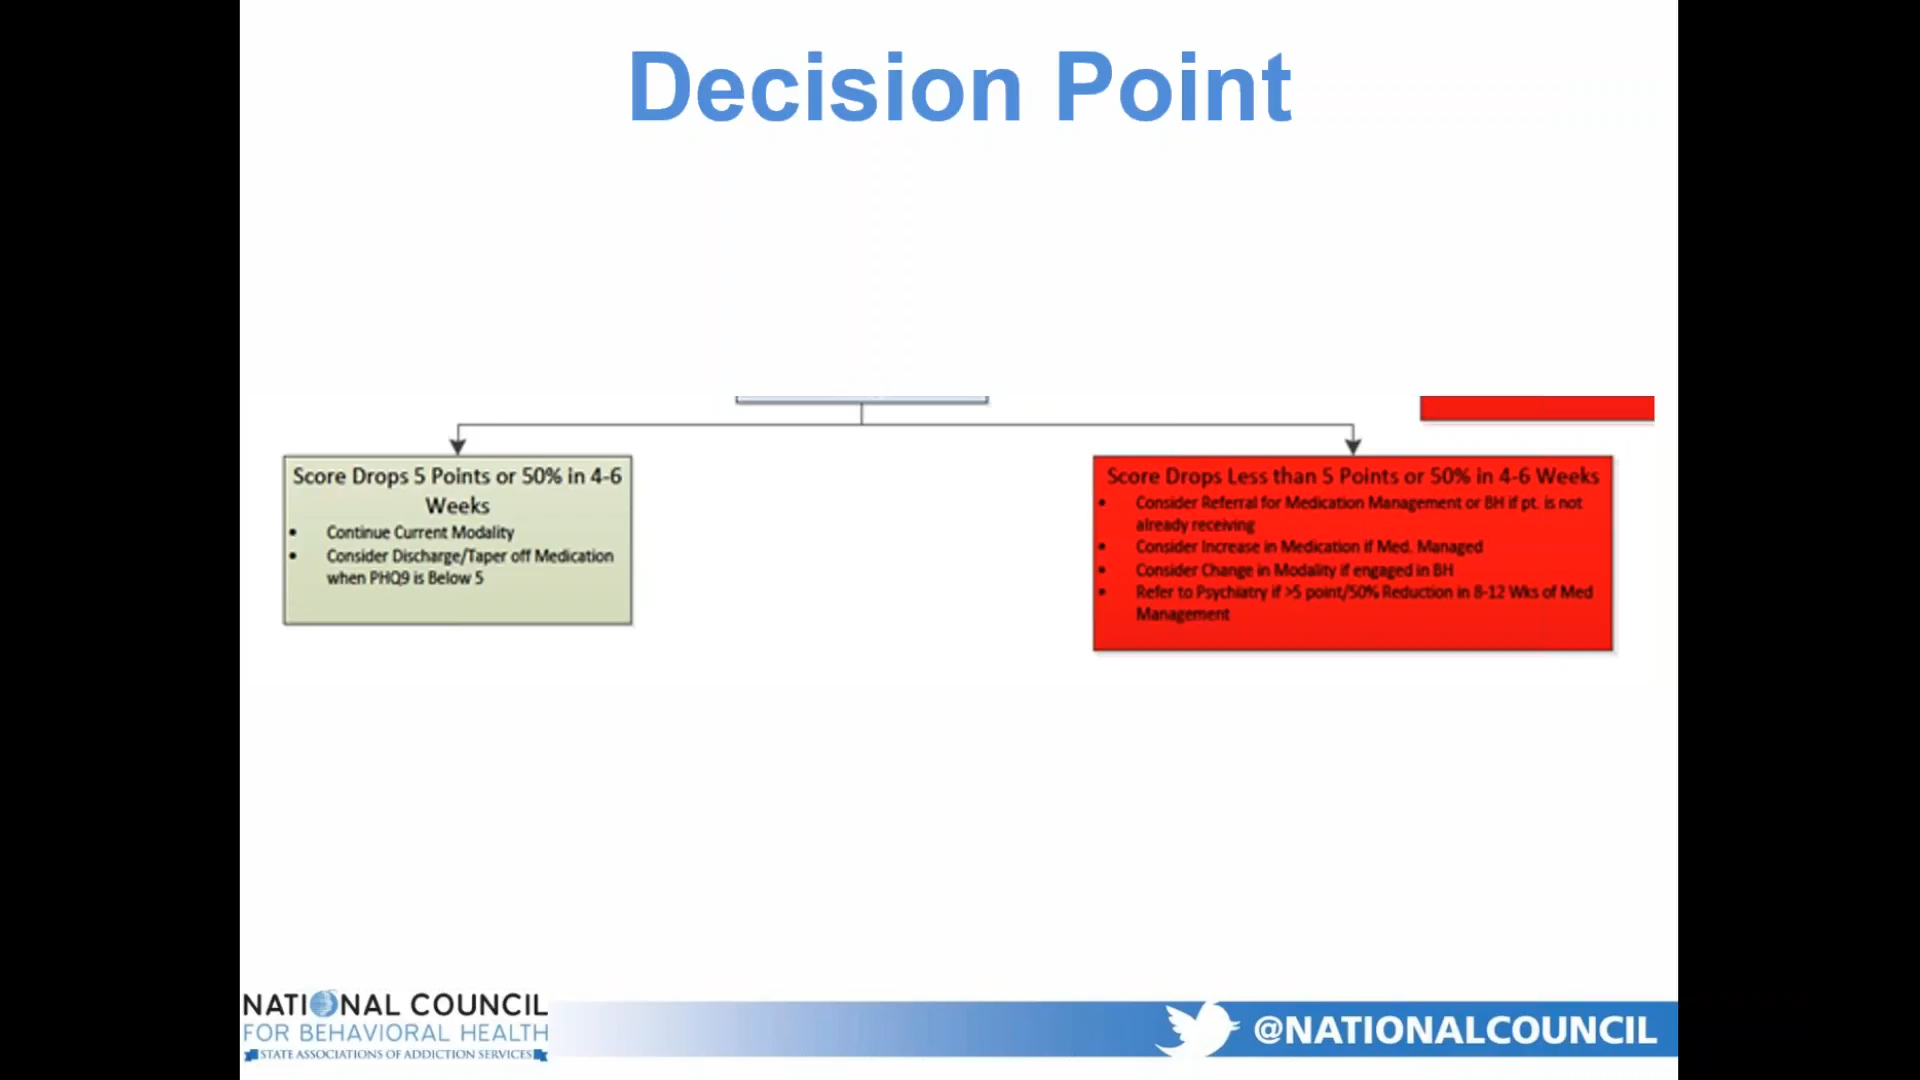 Decision Point
Score Drops 5 Points or 50% in 4-6
Weeks
• Continue Current Modality
• Consider Discharge/Taper off Medication
when PHQ9 is Below 5
Score Drops Less than 5 Points or 50% in 4-6 Weeks
• Consider Referral for Medication Management or BH if pt. is not
already receiving
• Consider Increase in Medication if Med. Managed
• Consider Change in Modality if engaged in BH
• Refer to Psychiatry if >5 point/50% Reduction in 8-12 Wks of Med
Management
NATIONAL COUNCIL
FOR BEHAVIORAL HEALTH
STATE ASSOCIATIONS OF ADDICTION SERVICES
@NATIONALCOUNCIL